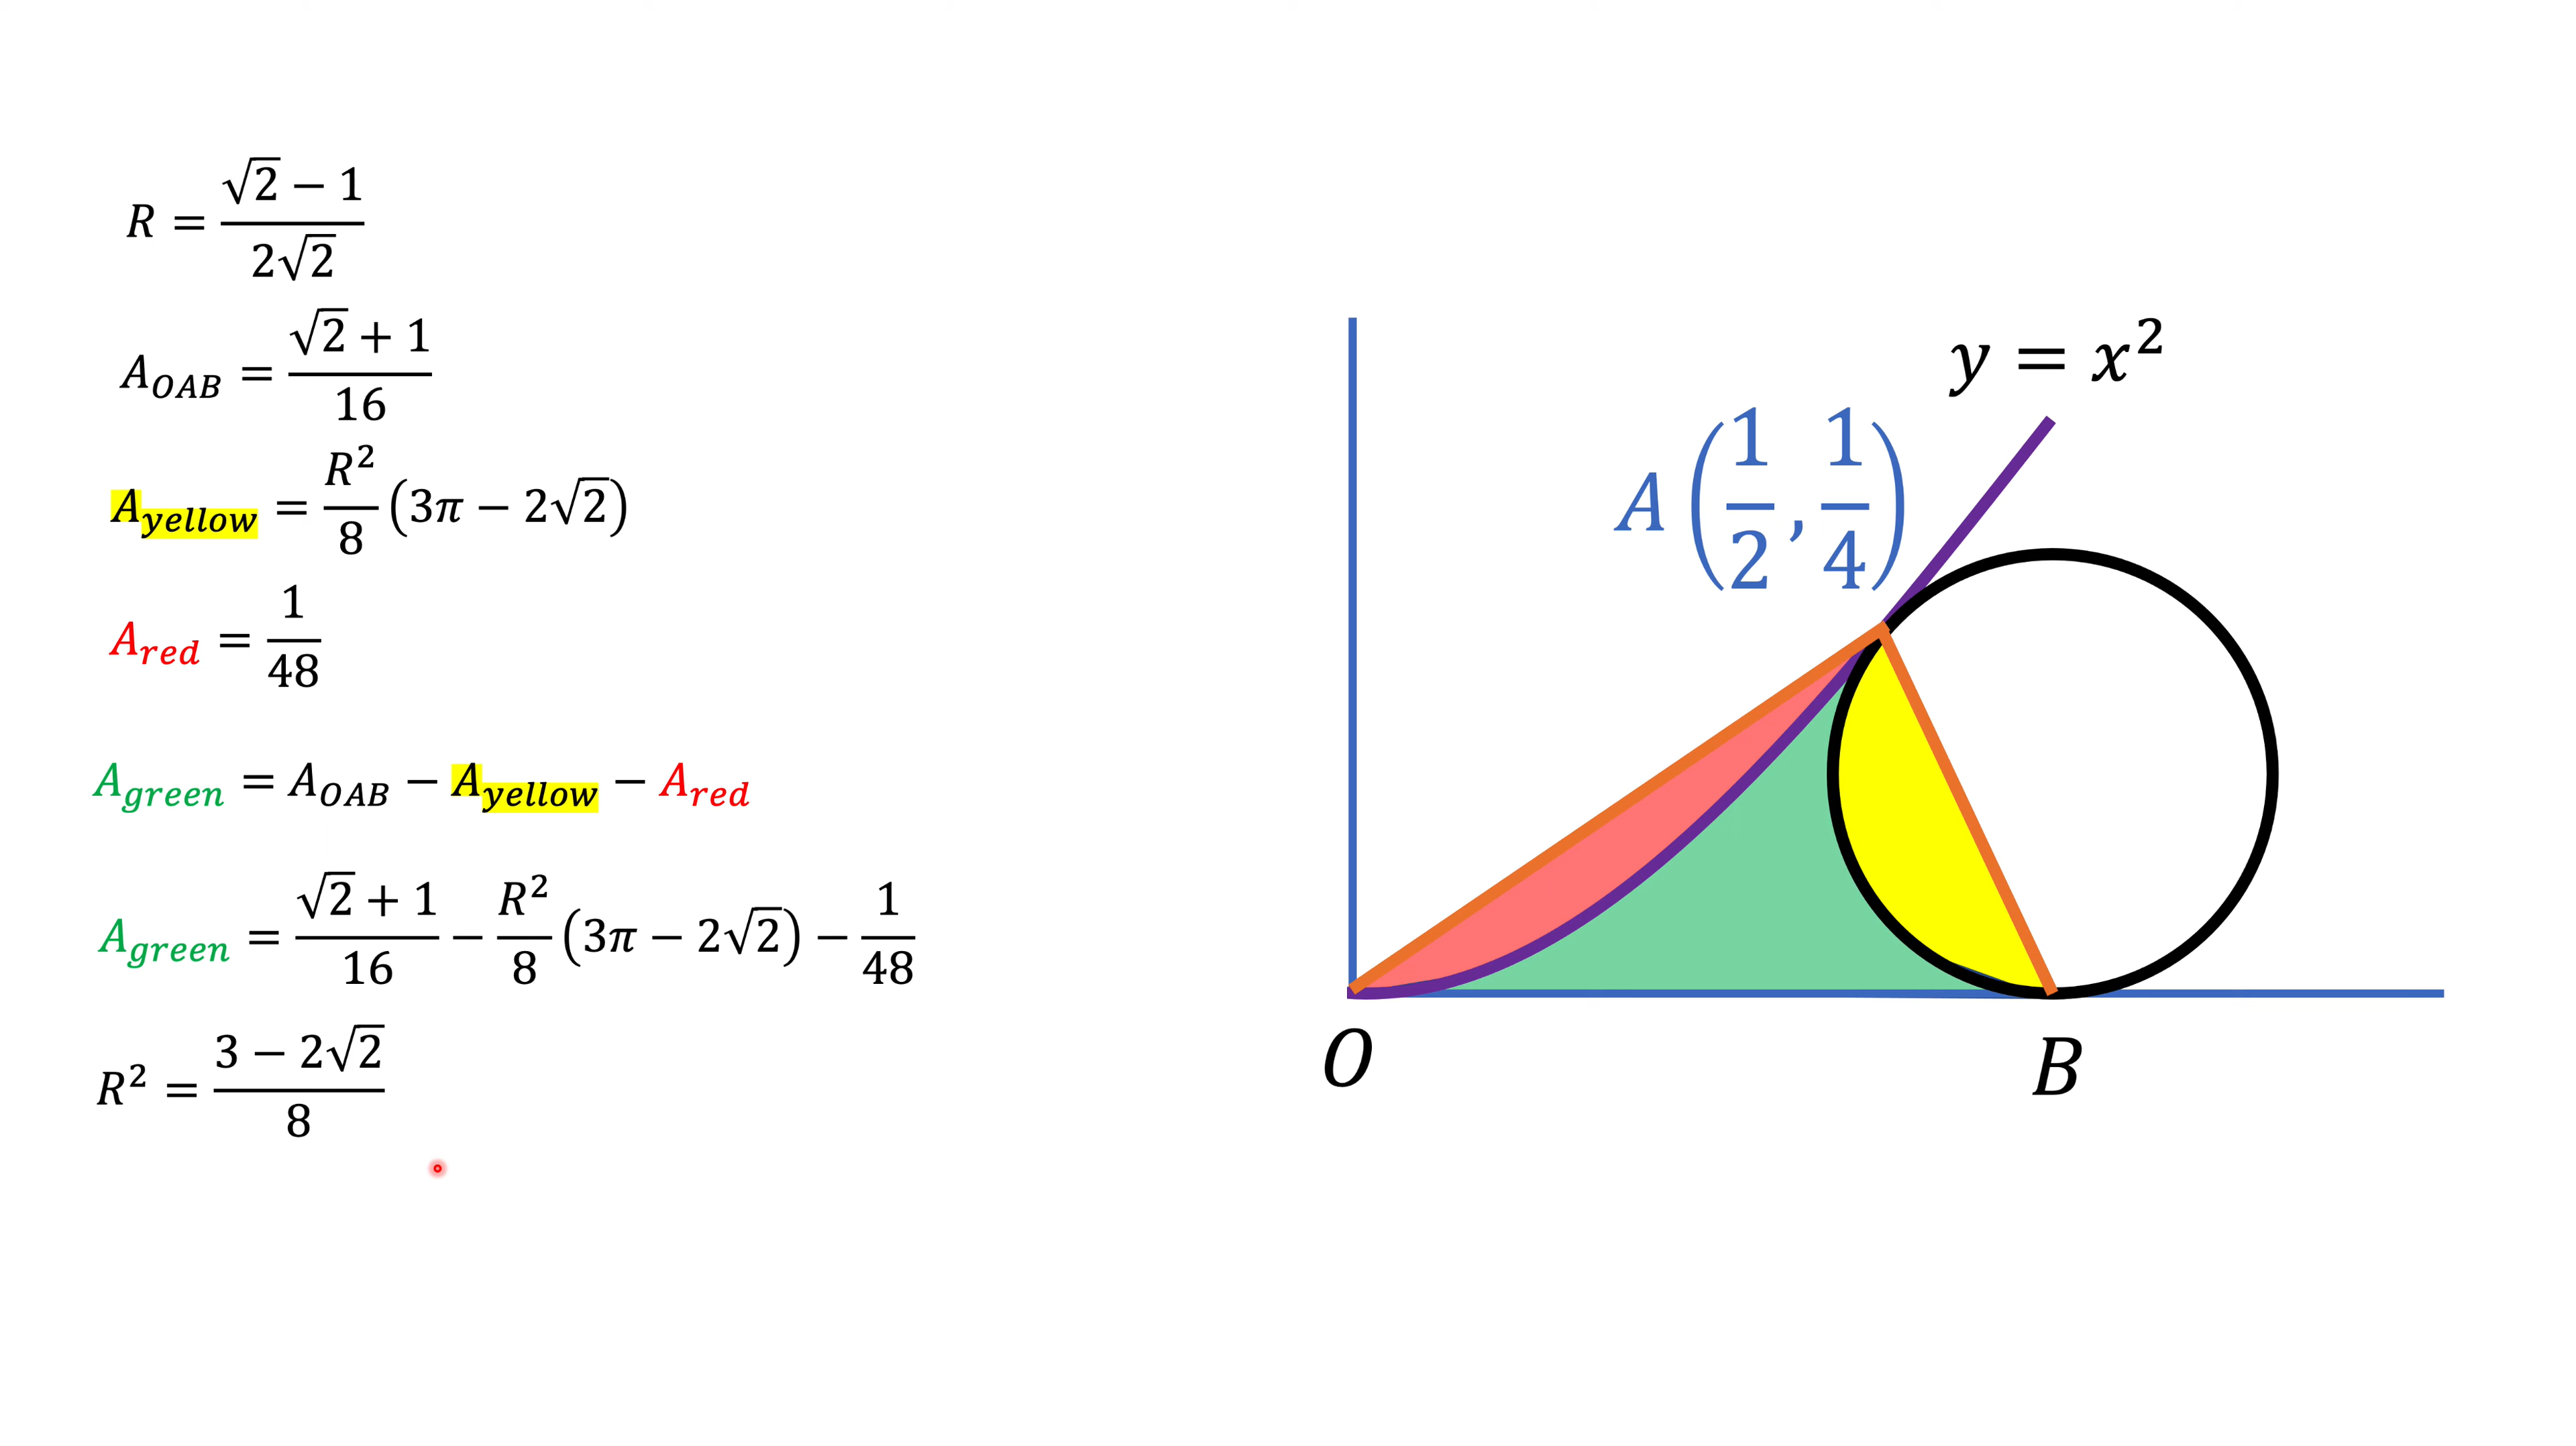 R = (√2 − 1)/(2√2)
A_OAB = (√2 + 1)/16
A_yellow = R²/8 (3π − 2√2)
A_red = 1/48
A_green = A_OAB − A_yellow − A_red
A_green = (√2 + 1)/16 − R²/8 (3π − 2√2) − 1/48
R² = (3 − 2√2)/8
y = x²
A (1/2, 1/4)
O
B